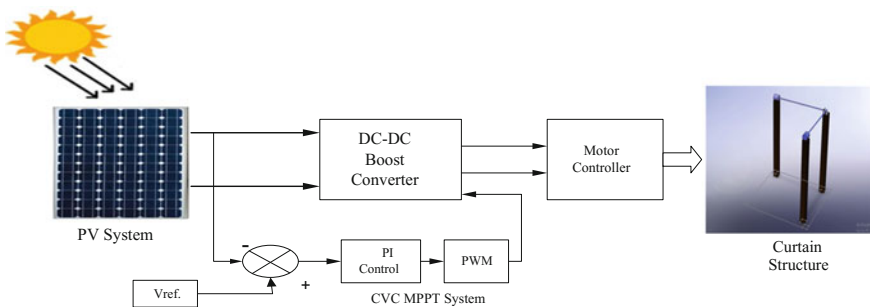 DC-DC
Boost
Converter
Motor
Controller
PV System
-
+
PI
Control
PWM
Vref.
CVC MPPT System
Curtain
Structure